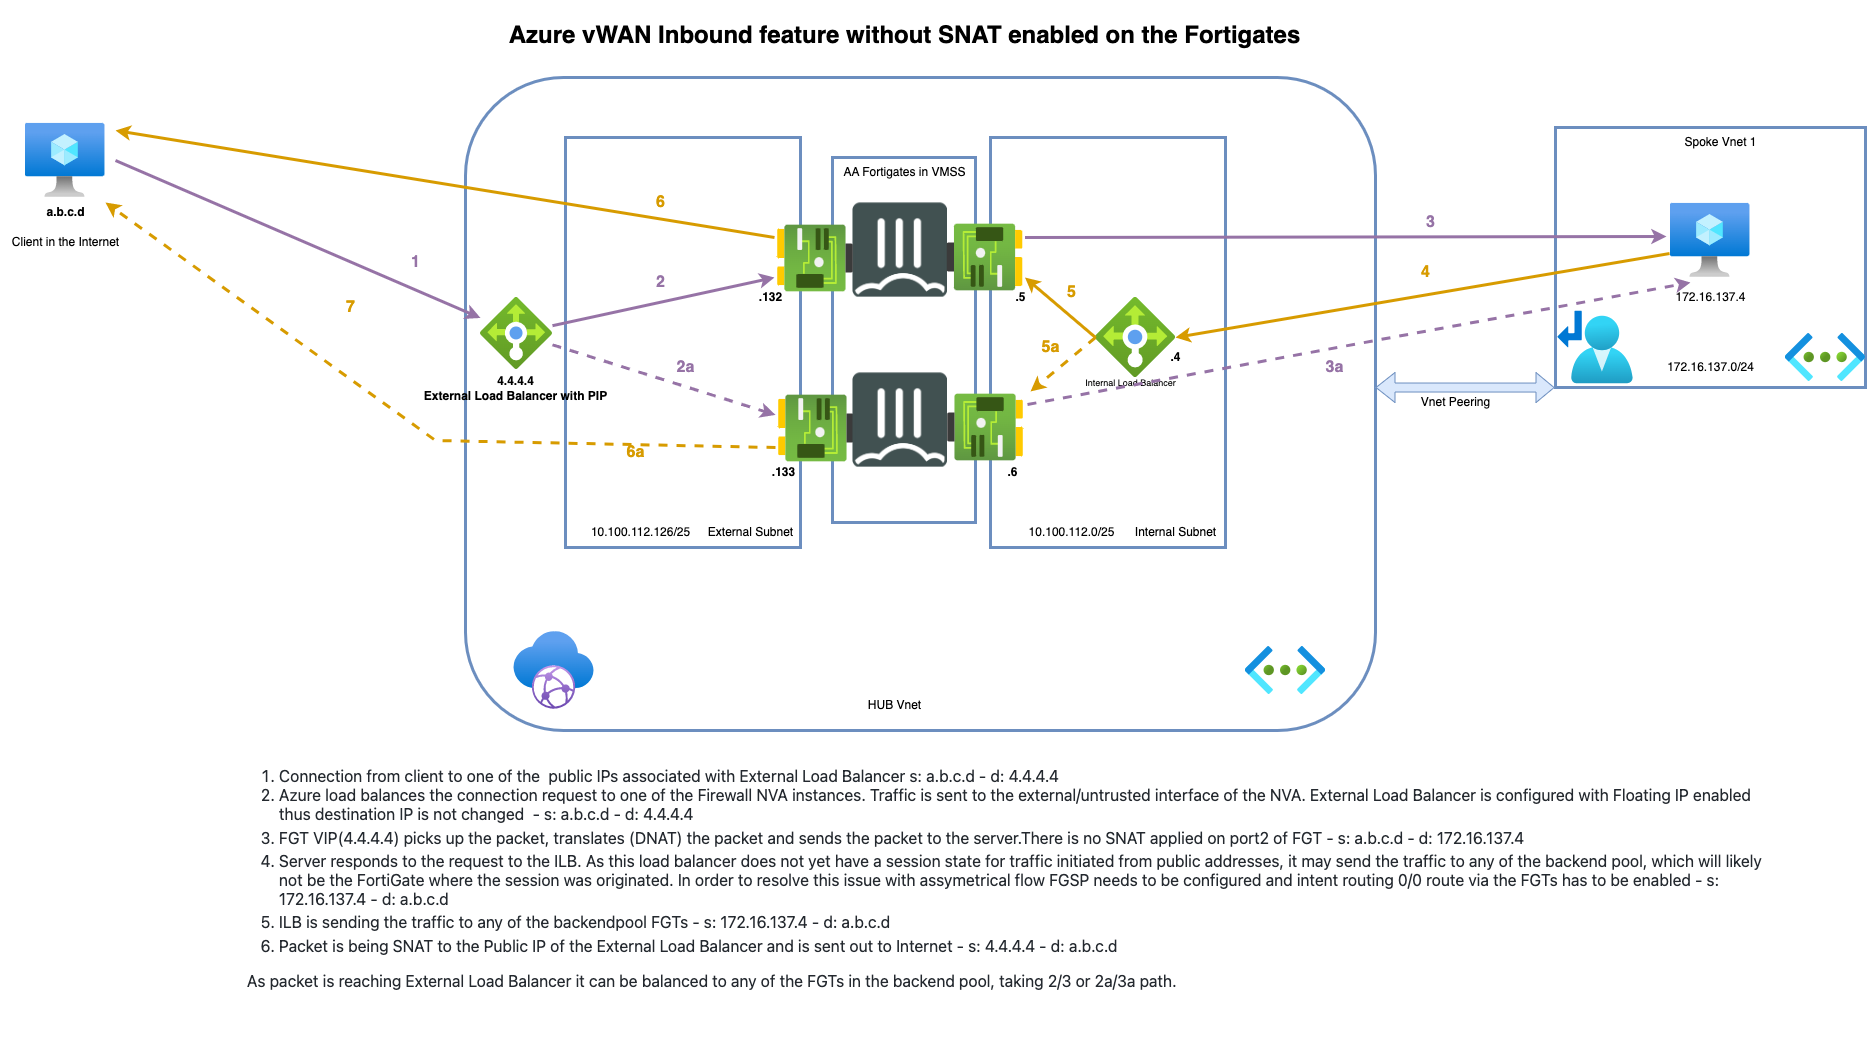 Azure vWAN Inbound feature without SNAT enabled on the Fortigates
a.b.c.d
Client in the Internet
1
2
2a
3
3a
4
5
5a
6
6a
7
4.4.4.4
External Load Balancer with PIP
AA Fortigates in VMSS
.132
.133
.5
.6
.4
Internal Load Balancer
10.100.112.126/25 External Subnet
10.100.112.0/25 Internal Subnet
HUB Vnet
Vnet Peering
Spoke Vnet 1
172.16.137.4
172.16.137.0/24
1. Connection from client to one of the  public IPs associated with External Load Balancer s: a.b.c.d - d: 4.4.4.4
2. Azure load balances the connection request to one of the Firewall NVA instances. Traffic is sent to the external/untrusted interface of the NVA. External Load Balancer is configured with Floating IP enabled
thus destination IP is not changed  - s: a.b.c.d - d: 4.4.4.4
3. FGT VIP(4.4.4.4) picks up the packet, translates (DNAT) the packet and sends the packet to the server.There is no SNAT applied on port2 of FGT - s: a.b.c.d - d: 172.16.137.4
4. Server responds to the request to the ILB. As this load balancer does not yet have a session state for traffic initiated from public addresses, it may send the traffic to any of the backend pool, which will likely
not be the FortiGate where the session was originated. In order to resolve this issue with assymetrical flow FGSP needs to be configured and intent routing 0/0 route via the FGTs has to be enabled - s:
172.16.137.4 - d: a.b.c.d
5. ILB is sending the traffic to any of the backendpool FGTs - s: 172.16.137.4 - d: a.b.c.d
6. Packet is being SNAT to the Public IP of the External Load Balancer and is sent out to Internet - s: 4.4.4.4 - d: a.b.c.d
As packet is reaching External Load Balancer it can be balanced to any of the FGTs in the backend pool, taking 2/3 or 2a/3a path.